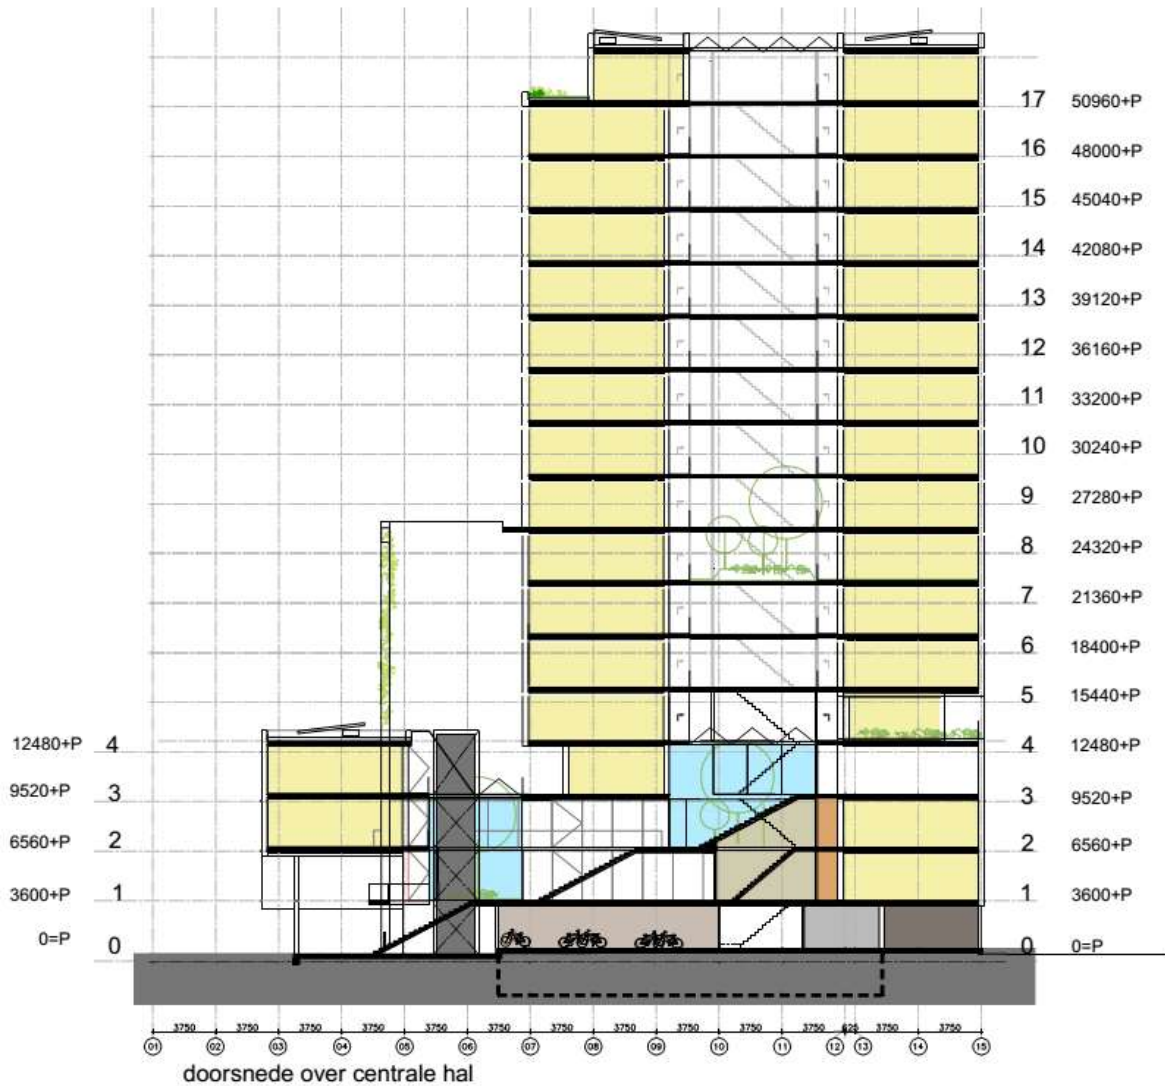 17 50960+P
16 48000+P
15 45040+P
14 42080+P
13 39120+P
12 36160+P
11 33200+P
10 30240+P
9 27280+P
8 24320+P
7 21360+P
6 18400+P
5 15440+P
12480+P 4 4 12480+P
9520+P 3 3 9520+P
6560+P 2 2 6560+P
3600+P 1 1 3600+P
0=P 0 0 0=P
3750 3750 3750 3750 3750 3750 3750 3750 3750 3750 3750 625 3750 3750
01 02 03 04 05 06 07 08 09 10 11 12 13 14 15
doorsnede over centrale hal